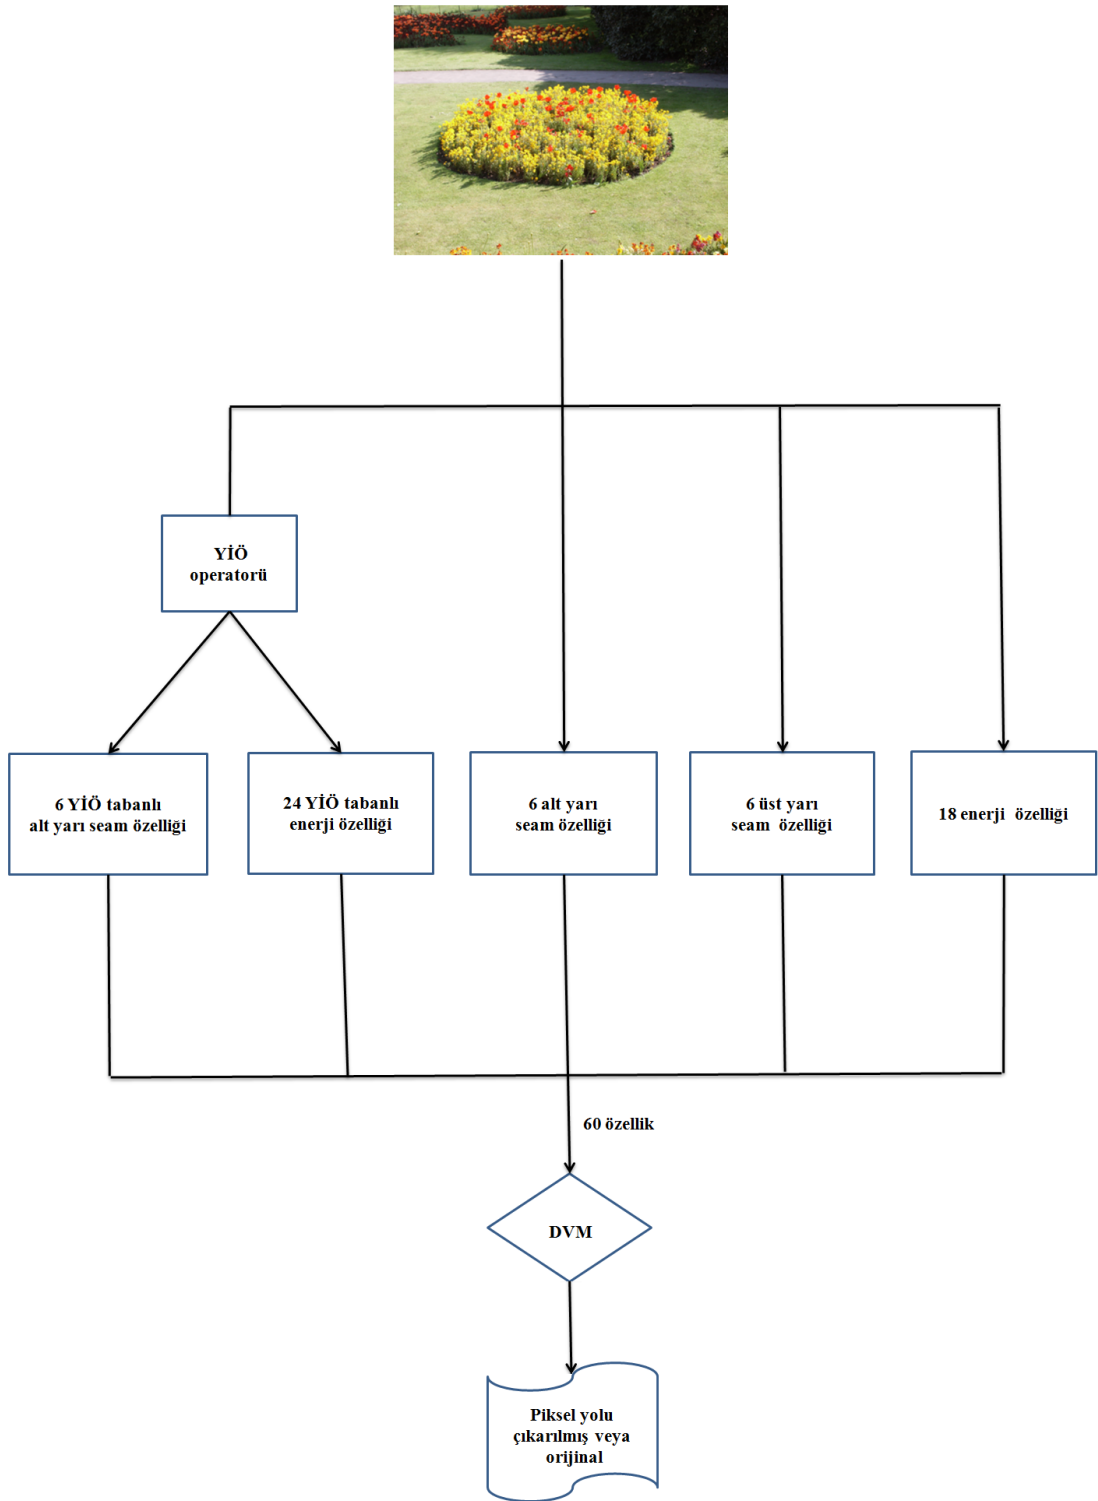 YİÖ
operatorü
6 YİÖ tabanlı
alt yarı seam özelliği
24 YİÖ tabanlı
enerji özelliği
6 alt yarı
seam özelliği
6 üst yarı
seam özelliği
18 enerji özelliği
60 özellik
DVM
Piksel yolu
çıkarılmış veya
orijinal